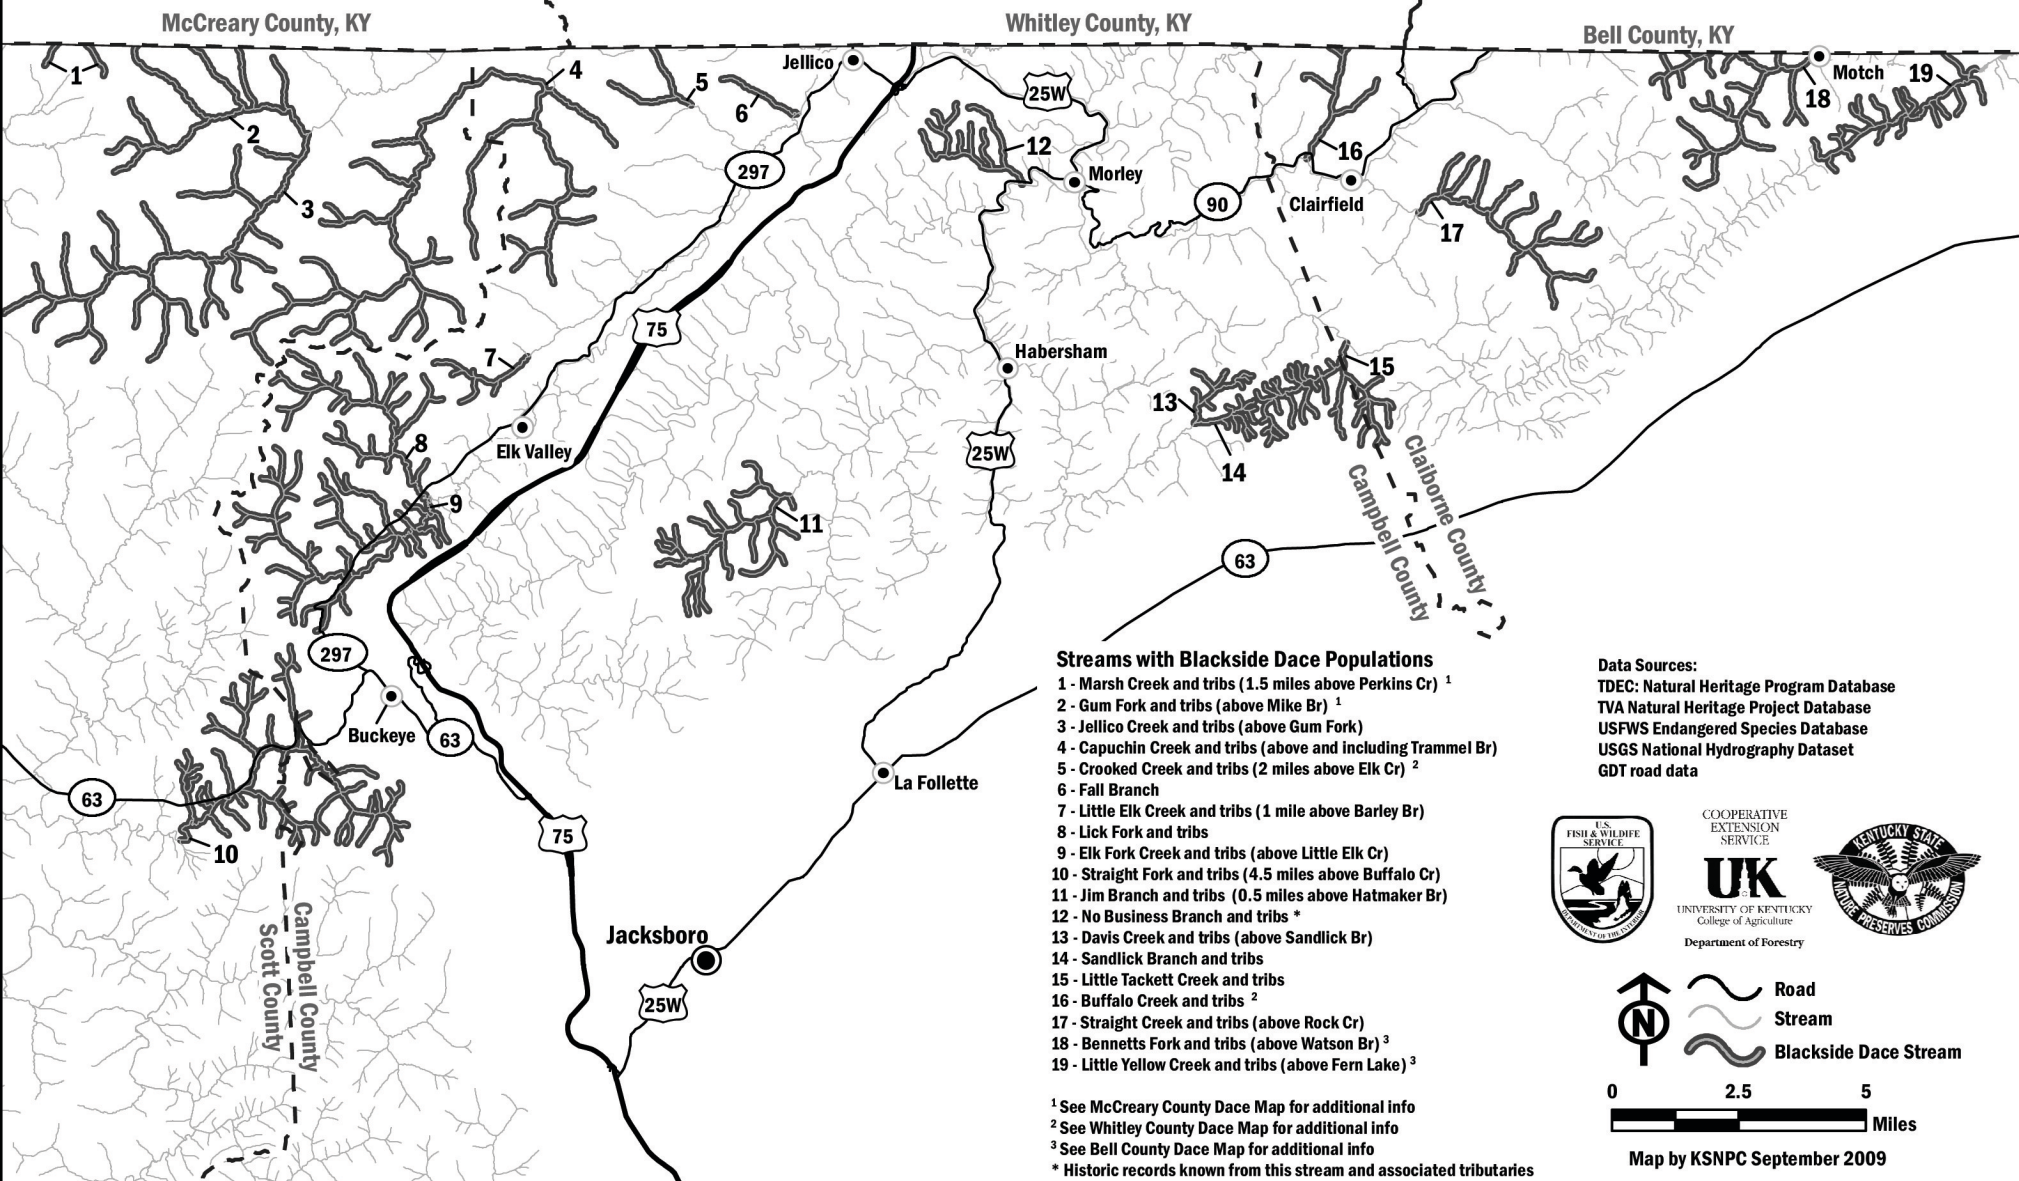 McCreary County, KY
Whitley County, KY
Bell County, KY
Jellico
Motch
1
2
3
4
5
6
25W
12
Morley
297
90
16
Clairfield
17
18
19
75
7
Habersham
15
13
14
8
Elk Valley
9
25W
11
Claiborne County
Campbell County
63
297
Buckeye
63
63
10
La Follette
75
Jacksboro
25W
Campbell County
Scott County
Streams with Blackside Dace Populations
1 - Marsh Creek and tribs (1.5 miles above Perkins Cr) 1
2 - Gum Fork and tribs (above Mike Br) 1
3 - Jellico Creek and tribs (above Gum Fork)
4 - Capuchin Creek and tribs (above and including Trammel Br)
5 - Crooked Creek and tribs (2 miles above Elk Cr) 2
6 - Fall Branch
7 - Little Elk Creek and tribs (1 mile above Barley Br)
8 - Lick Fork and tribs
9 - Elk Fork Creek and tribs (above Little Elk Cr)
10 - Straight Fork and tribs (4.5 miles above Buffalo Cr)
11 - Jim Branch and tribs (0.5 miles above Hatmaker Br)
12 - No Business Branch and tribs *
13 - Davis Creek and tribs (above Sandlick Br)
14 - Sandlick Branch and tribs
15 - Little Tackett Creek and tribs
16 - Buffalo Creek and tribs 2
17 - Straight Creek and tribs (above Rock Cr)
18 - Bennetts Fork and tribs (above Watson Br) 3
19 - Little Yellow Creek and tribs (above Fern Lake) 3
1 See McCreary County Dace Map for additional info
2 See Whitley County Dace Map for additional info
3 See Bell County Dace Map for additional info
* Historic records known from this stream and associated tributaries
Data Sources:
TDEC: Natural Heritage Program Database
TVA Natural Heritage Project Database
USFWS Endangered Species Database
USGS National Hydrography Dataset
GDT road data
U.S.
FISH & WILDLIFE
SERVICE
DEPARTMENT OF THE INTERIOR
COOPERATIVE
EXTENSION
SERVICE
UK
UNIVERSITY OF KENTUCKY
College of Agriculture
Department of Forestry
KENTUCKY STATE
NATURE PRESERVES COMMISSION
N
Road
Stream
Blackside Dace Stream
0 2.5 5
Miles
Map by KSNPC September 2009